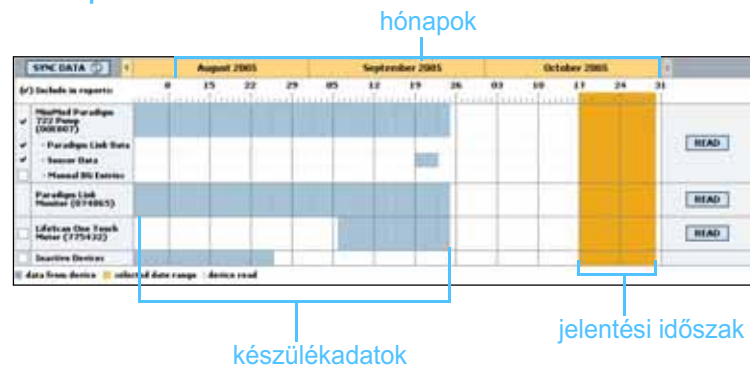 hónapok
SYNC DATA
August 2005 September 2005 October 2005
(✓) Include in reports:
8 15 22 29 05 12 19 26 03 10 17 24 31
MiniMed Paradigm
722 Pump
- Paradigm Link Data
- Sensor Data
- Manual BG Entries
READ
Paradigm Link
Monitor (874065)
READ
LifeScan One Touch
Meter (775432)
READ
Inactive Devices
data from device selected date range device read
készülékadatok
jelentési időszak